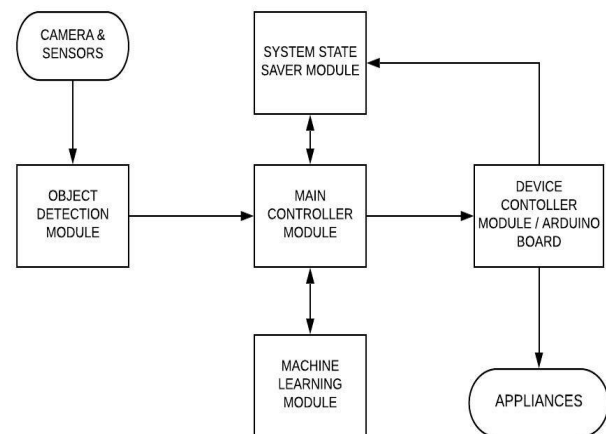 CAMERA &
SENSORS
SYSTEM STATE
SAVER MODULE
OBJECT
DETECTION
MODULE
MAIN
CONTROLLER
MODULE
DEVICE
CONTOLLER
MODULE / ARDUINO
BOARD
MACHINE
LEARNING
MODULE
APPLIANCES